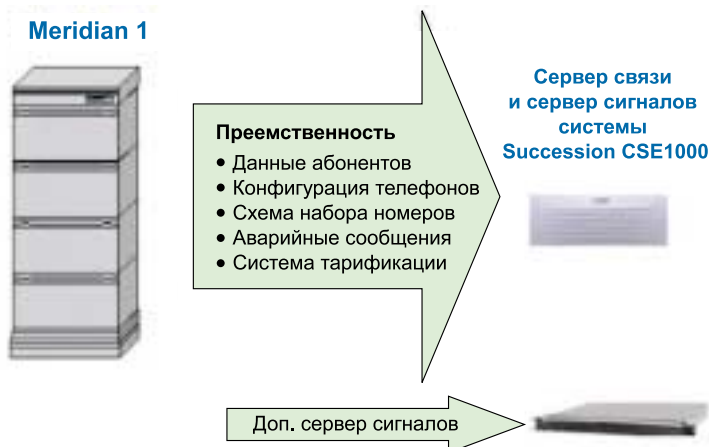 Meridian 1
Преемственность
• Данные абонентов
• Конфигурация телефонов
• Схема набора номеров
• Аварийные сообщения
• Система тарификации
Сервер связи
и сервер сигналов
системы
Succession CSE1000
Доп. сервер сигналов